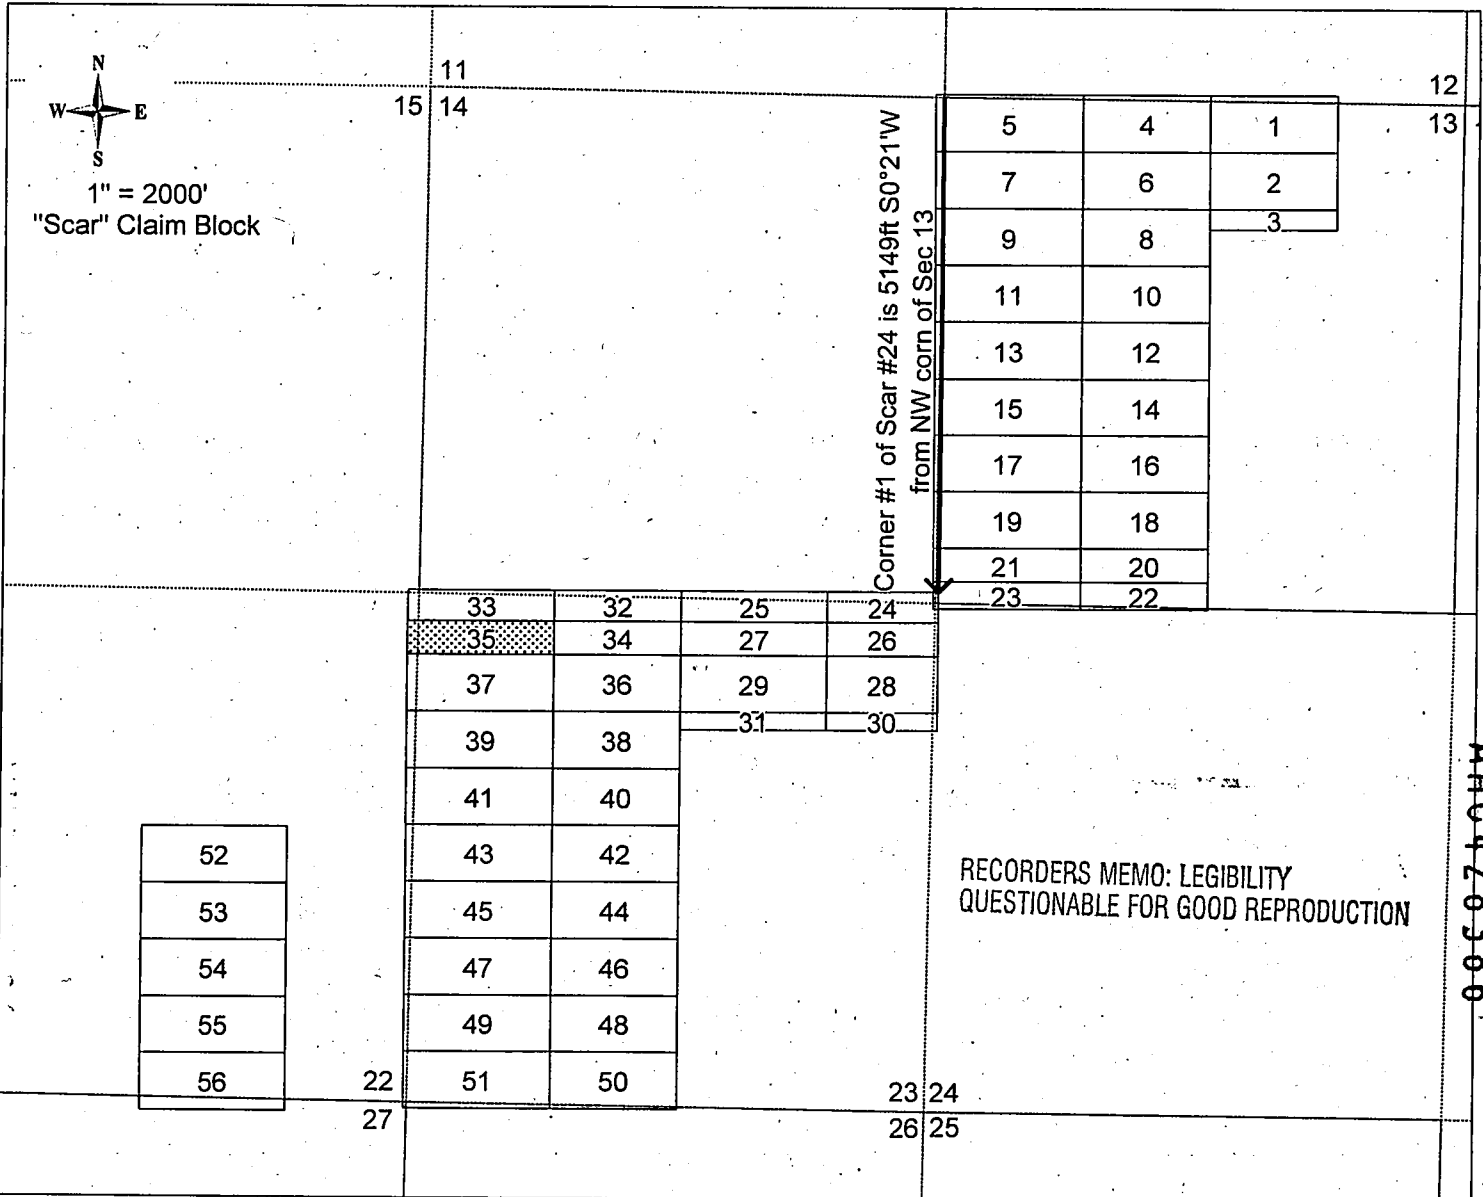 N
W E
S
1" = 2000'
"Scar" Claim Block
11
15 14
12
13
Corner #1 of Scar #24 is 5149ft S0°21'W
from NW corn of Sec 13
5 4 1
7 6 2
3
9 8
11 10
13 12
15 14
17 16
19 18
21 20
23 22
33 32 25 24
35 34 27 26
37 36 29 28
31 30
39 38
41 40
43 42
45 44
47 46
49 48
51 50
52
53
54
55
56
22
27
23 24
26 25
RECORDERS MEMO: LEGIBILITY
QUESTIONABLE FOR GOOD REPRODUCTION